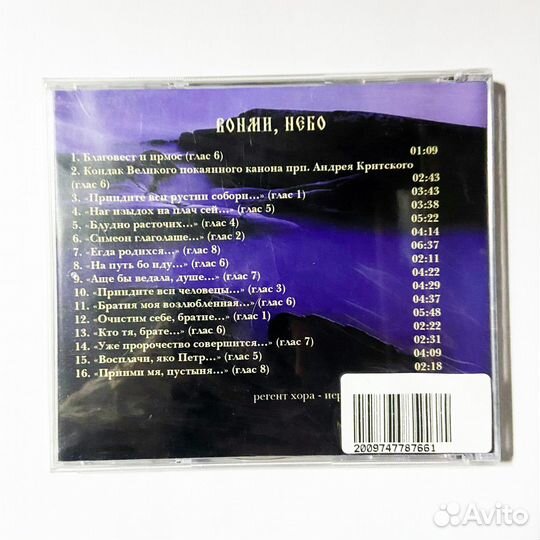 ВОНМИ, НЕБО
1. Благовест и ирмос (глас 6) 01:09
2. Кондак Великого покаянного канона прп. Андрея Критского
(глас 6) 02:43
3. «Приидите вси рустии собори...» (глас 1) 03:43
4. «Наг изыдох на плач сей...» (глас 5) 03:38
5. «Блудно расточих...» (глас 4) 05:22
6. «Симеон глаголаше...» (глас 2) 04:14
7. «Егда родихся...» (глас 8) 06:37
8. «На путь бо иду...» (глас 6) 02:11
9. «Аще бы ведала, душе...» (глас 7) 04:22
10. «Приидите вси человецы...» (глас 3) 04:29
11. «Братия моя возлюбленная...» (глас 6) 04:37
12. «Очистим себе, братие...» (глас 1) 05:48
13. «Кто тя, брате...» (глас 6) 02:22
14. «Уже пророчество совершится...» (глас 7) 02:31
15. «Восплачи, яко Петр...» (глас 5) 04:09
16. «Приими мя, пустыня...» (глас 8) 02:18
регент хора -
2009747787661
Avito